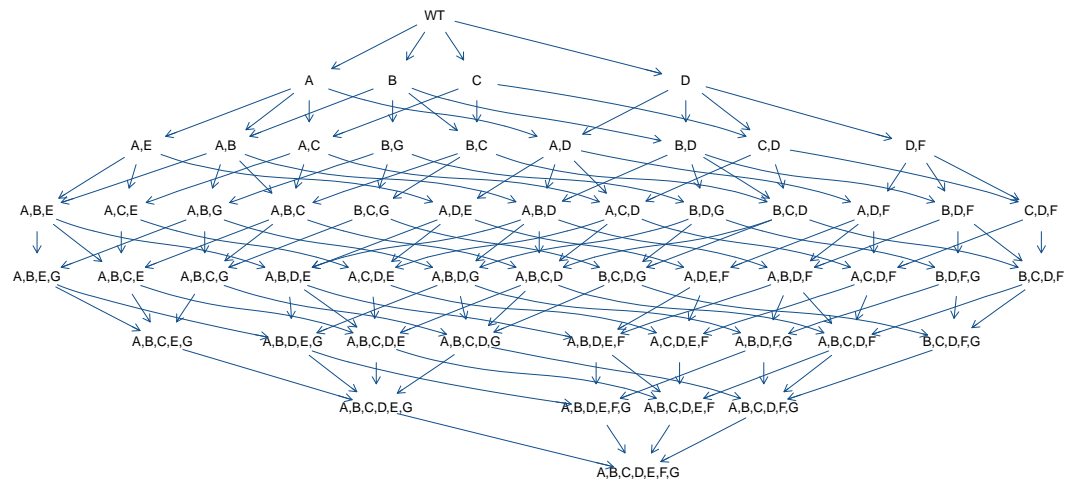 WT
A B C D
A,E A,B A,C B,G B,C A,D B,D C,D D,F
A,B,E A,C,E A,B,G A,B,C B,C,G A,D,E A,B,D A,C,D B,D,G B,C,D A,D,F B,D,F C,D,F
A,B,E,G A,B,C,E A,B,C,G A,B,D,E A,C,D,E A,B,D,G A,B,C,D B,C,D,G A,D,E,F A,B,D,F A,C,D,F B,D,F,G B,C,D,F
A,B,C,E,G A,B,D,E,G A,B,C,D,E A,B,C,D,G A,B,D,E,F A,C,D,E,F A,B,D,F,G A,B,C,D,F B,C,D,F,G
A,B,C,D,E,G A,B,D,E,F,G A,B,C,D,E,F A,B,C,D,F,G
A,B,C,D,E,F,G